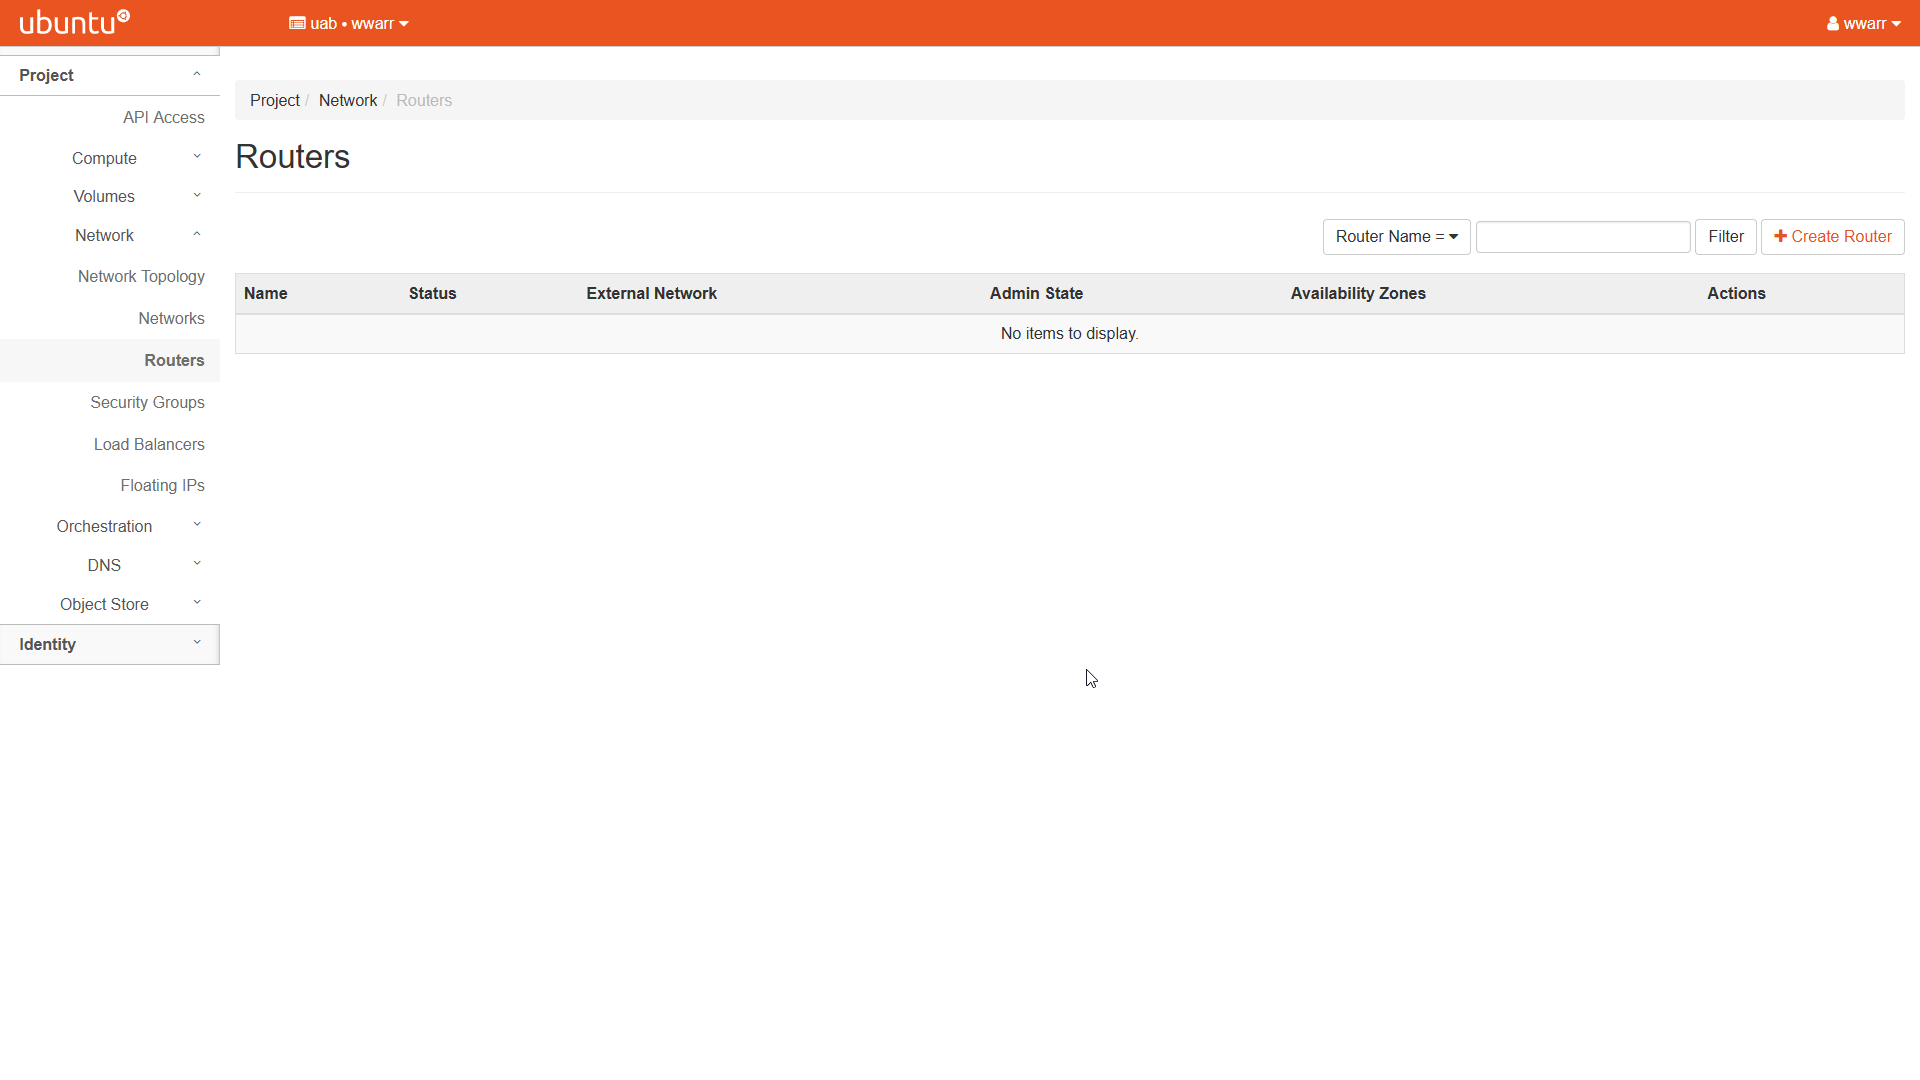 ubuntu
uab • wwarr
wwarr
Project
API Access
Compute
Volumes
Network
Network Topology
Networks
Routers
Security Groups
Load Balancers
Floating IPs
Orchestration
DNS
Object Store
Identity
Project / Network / Routers
Routers
Router Name =
Filter
Create Router
Name Status External Network Admin State Availability Zones Actions
No items to display.